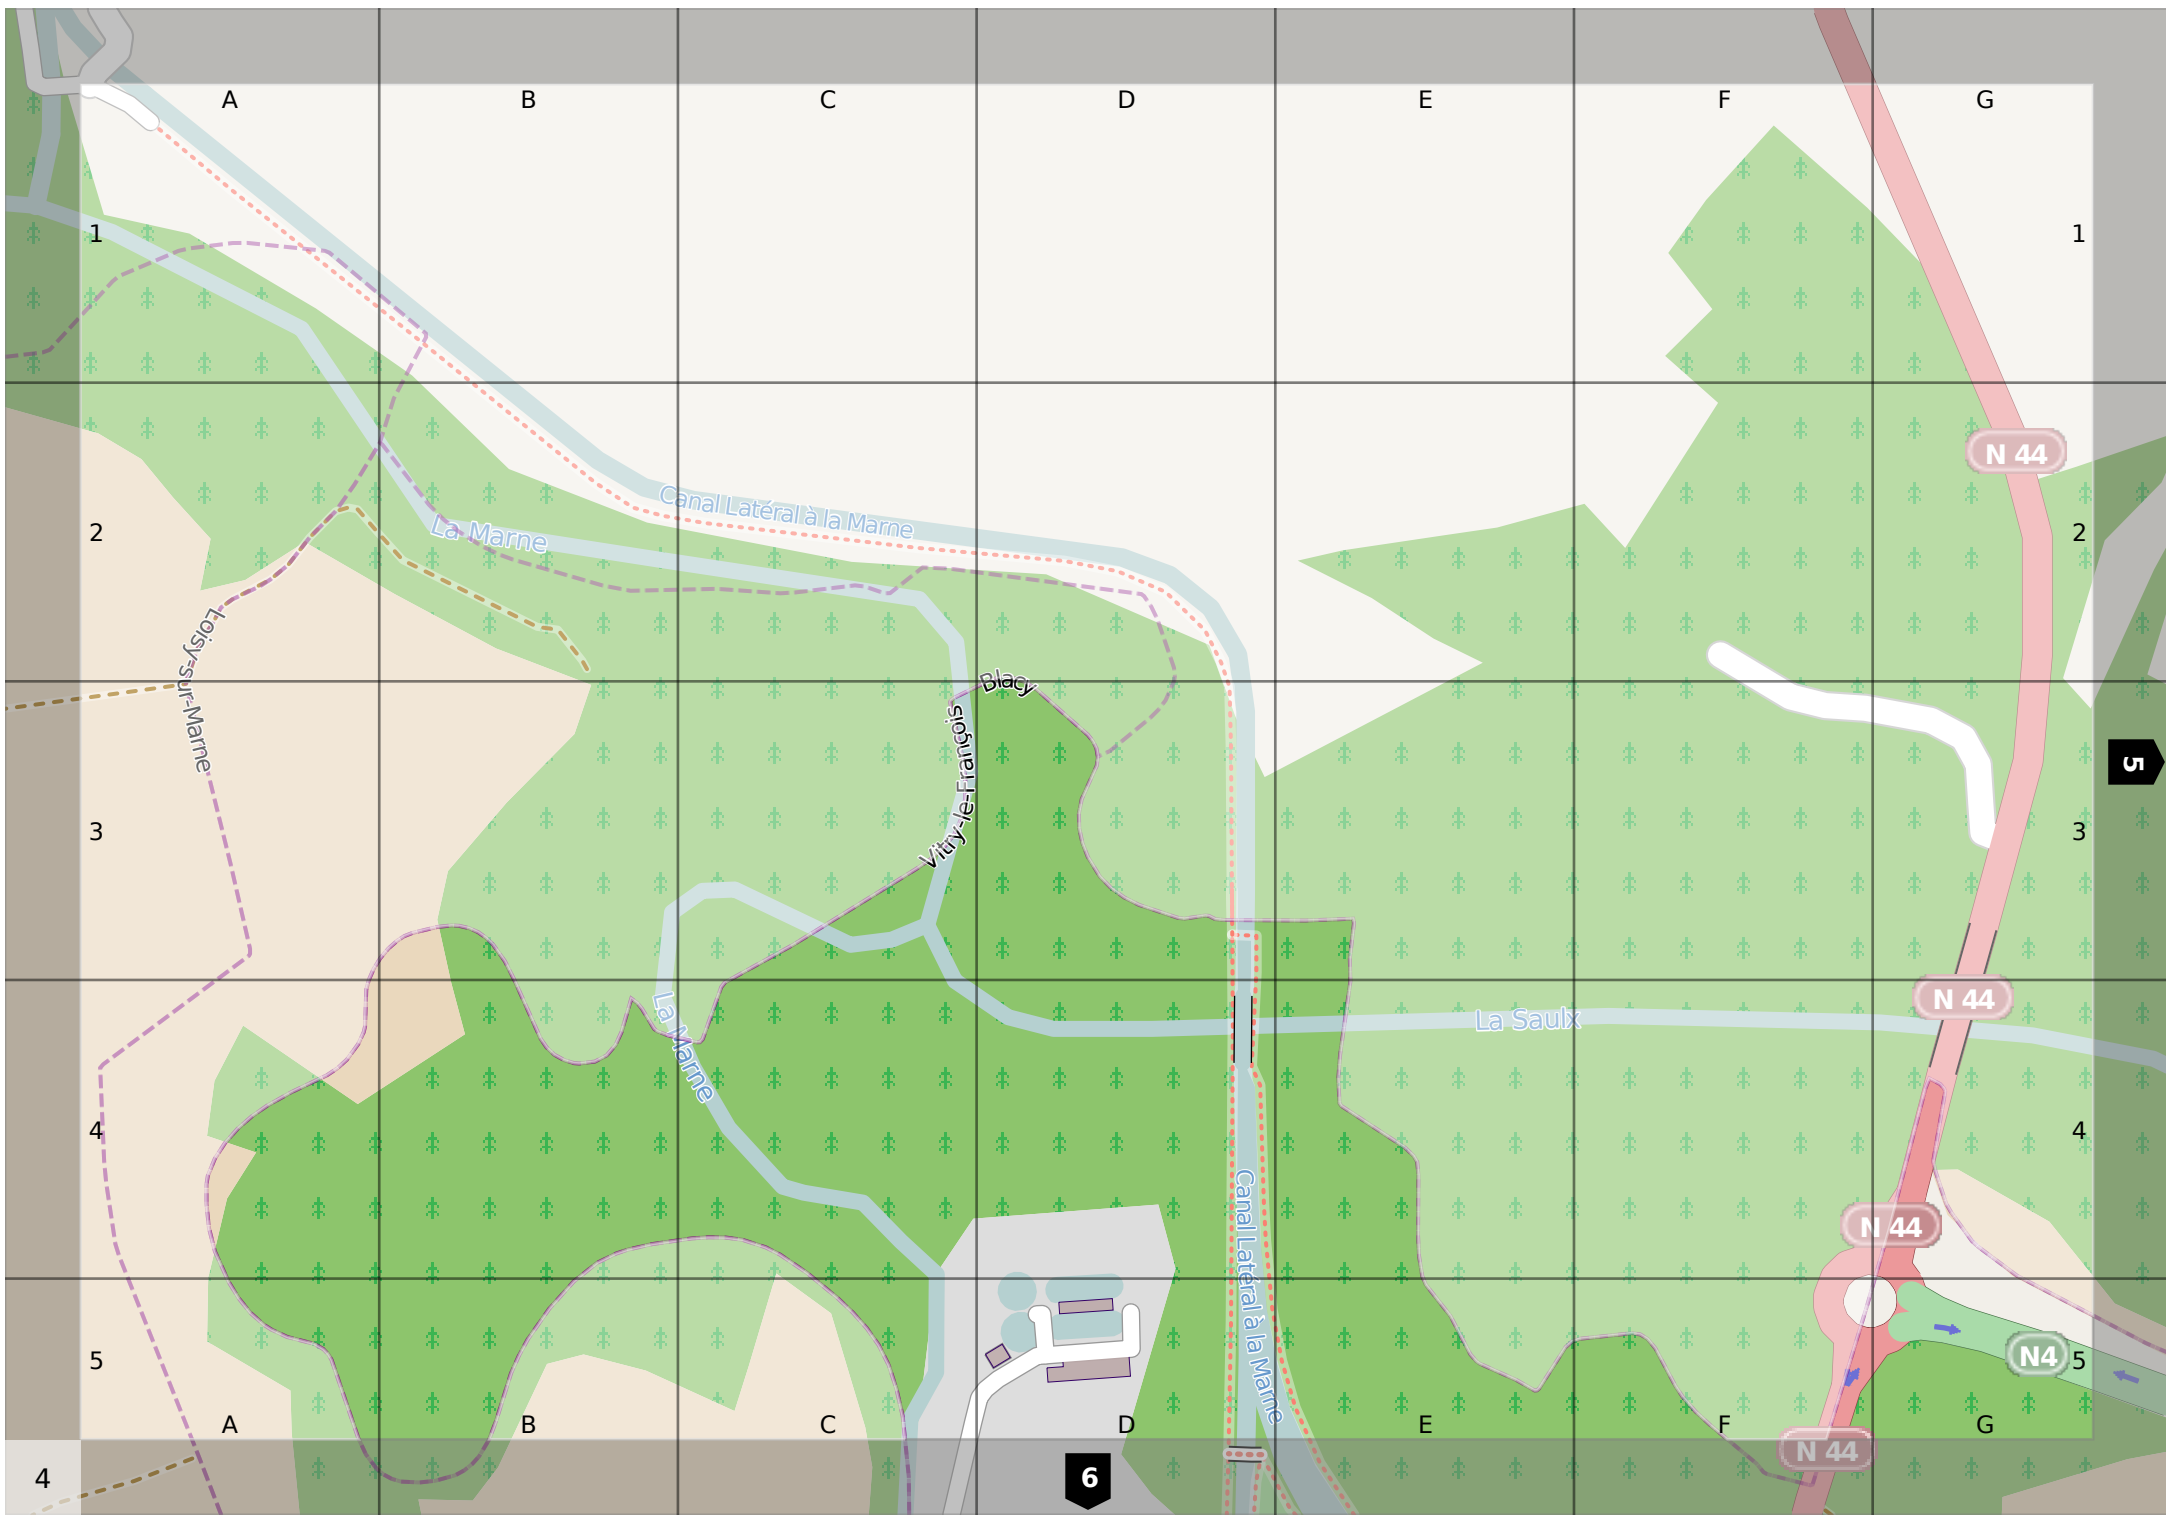 A B C D E F G
1 1
Canal Latéral à la Marne
N 44
La Marne
2 2
Loisy-sur-Marne
Blacy
Vitry-le-François
5
3 3
N 44
La Saulx
La Marne
4 4
Canal Latéral à la Marne
N 44
N4
5 5
A B C D E F G
N 44
4 6